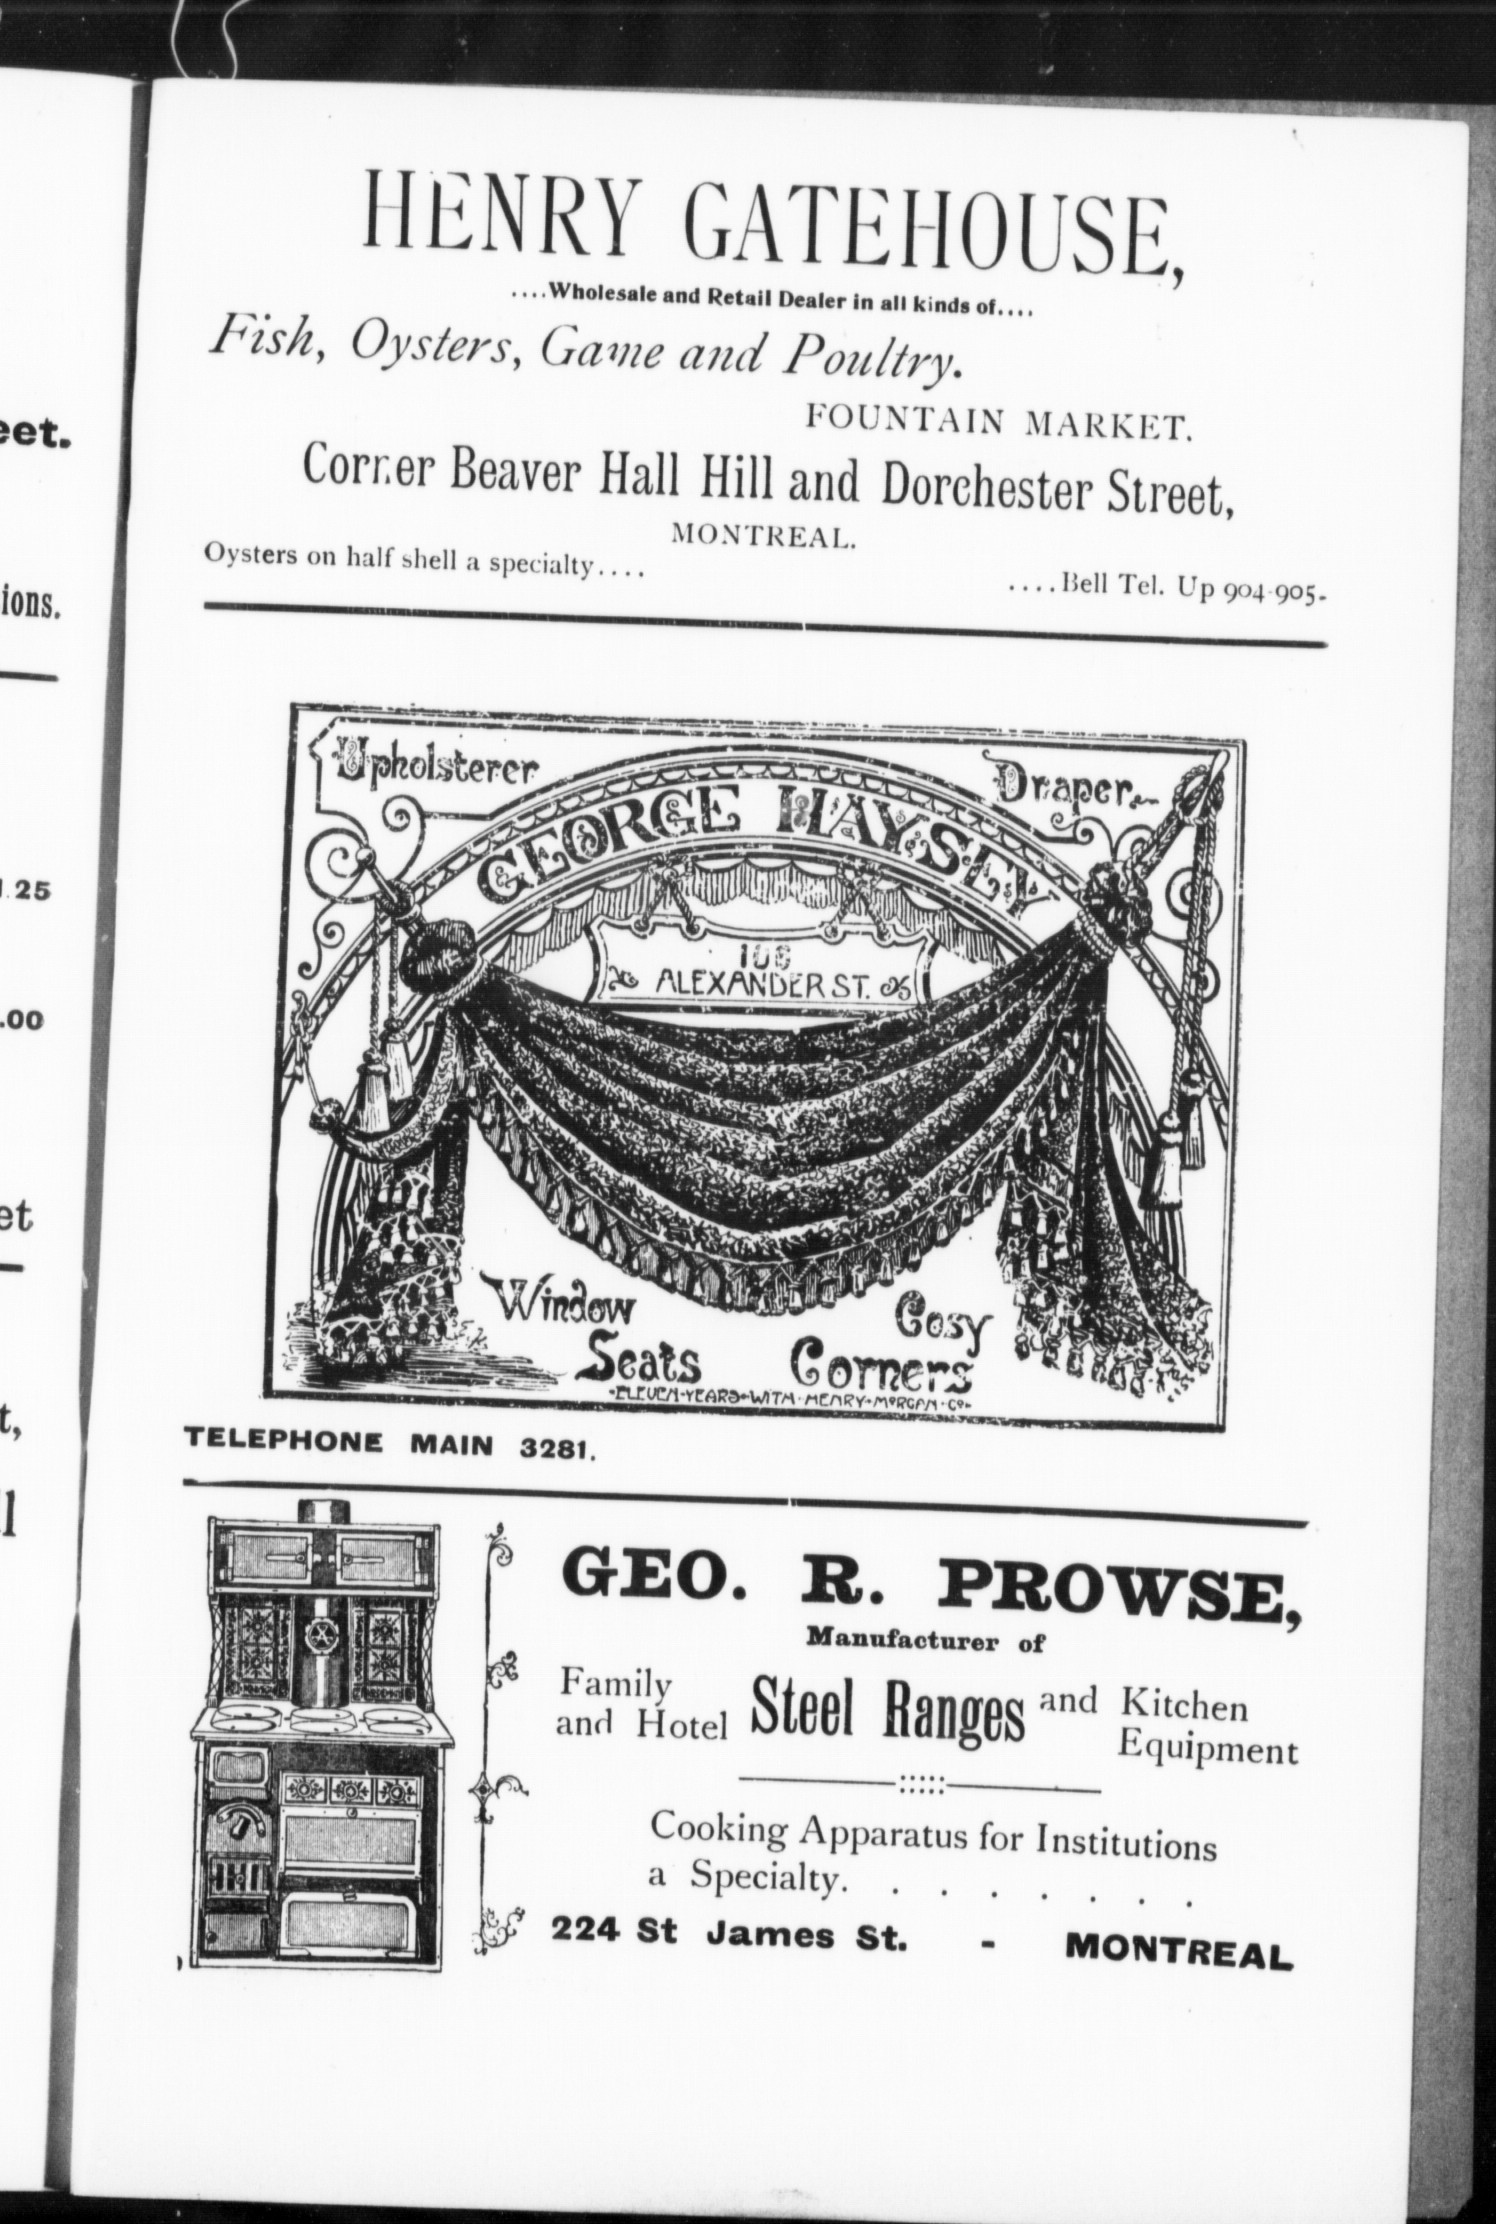 eet.
ions.
.25
.00
et
t,
l
HENRY GATEHOUSE,
....Wholesale and Retail Dealer in all kinds of....
Fish, Oysters, Game and Poultry.
FOUNTAIN MARKET.
Corner Beaver Hall Hill and Dorchester Street,
MONTREAL.
Oysters on half shell a specialty....
....Bell Tel. Up 904-905-
Upholsterer
Draper
GEORGE HAYSEY
ALEXANDER ST.
Window
Seats
Cosy
Corners
·ELEVEN·YEARS·WITH·HENRY·MORGAN·Co·
TELEPHONE MAIN 3281.
GEO. R. PROWSE,
Manufacturer of
Family and Hotel Steel Ranges and Kitchen Equipment
Cooking Apparatus for Institutions
a Specialty. . . . . . . .
224 St James St. - MONTREAL